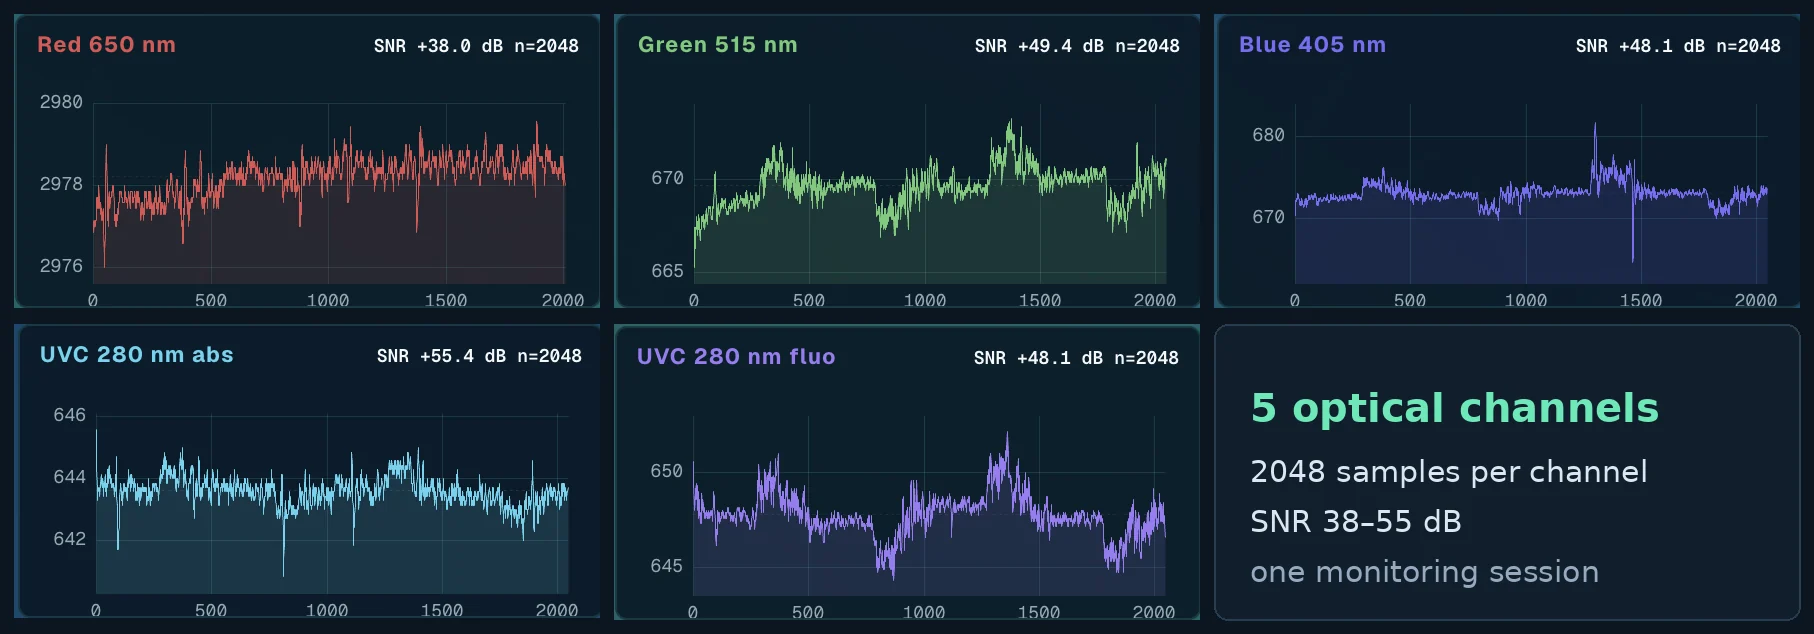 Red 650 nm
SNR +38.0 dB n=2048
2980
2978
2976
0 500 1000 1500 2000
Green 515 nm
SNR +49.4 dB n=2048
670
665
0 500 1000 1500 2000
Blue 405 nm
SNR +48.1 dB n=2048
680
670
0 500 1000 1500 2000
UVC 280 nm abs
SNR +55.4 dB n=2048
646
644
642
0 500 1000 1500 2000
UVC 280 nm fluo
SNR +48.1 dB n=2048
650
645
0 500 1000 1500 2000
5 optical channels
2048 samples per channel
SNR 38–55 dB
one monitoring session